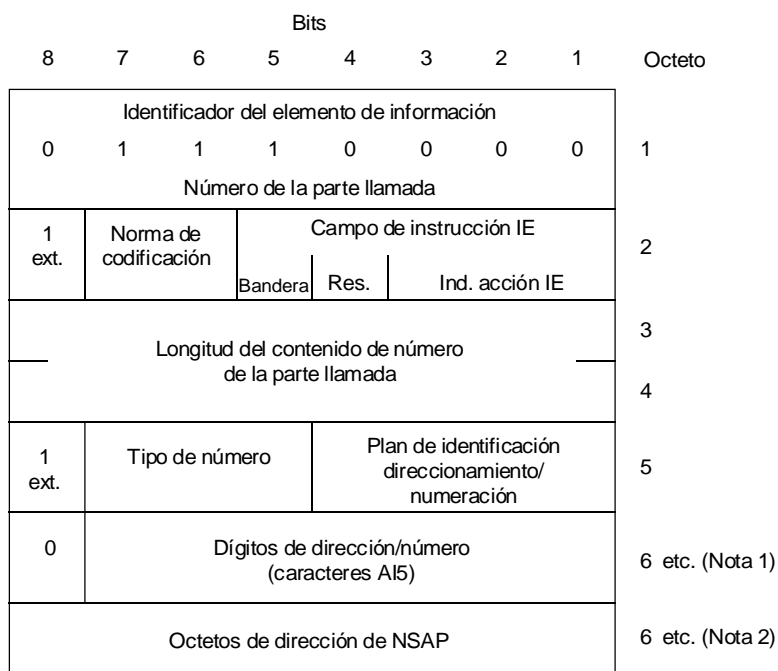 Bits
8 7 6 5 4 3 2 1 Octeto
Identificador del elemento de información
0 1 1 1 0 0 0 0 1
Número de la parte llamada
1
ext.
Norma de
codificación
Campo de instrucción IE
Bandera Res. Ind. acción IE
2
Longitud del contenido de número
de la parte llamada
3
4
1
ext.
Tipo de número
Plan de identificación
direccionamiento/
numeración
5
0
Dígitos de dirección/número
(caracteres AI5)
6 etc. (Nota 1)
Octetos de dirección de NSAP
6 etc. (Nota 2)